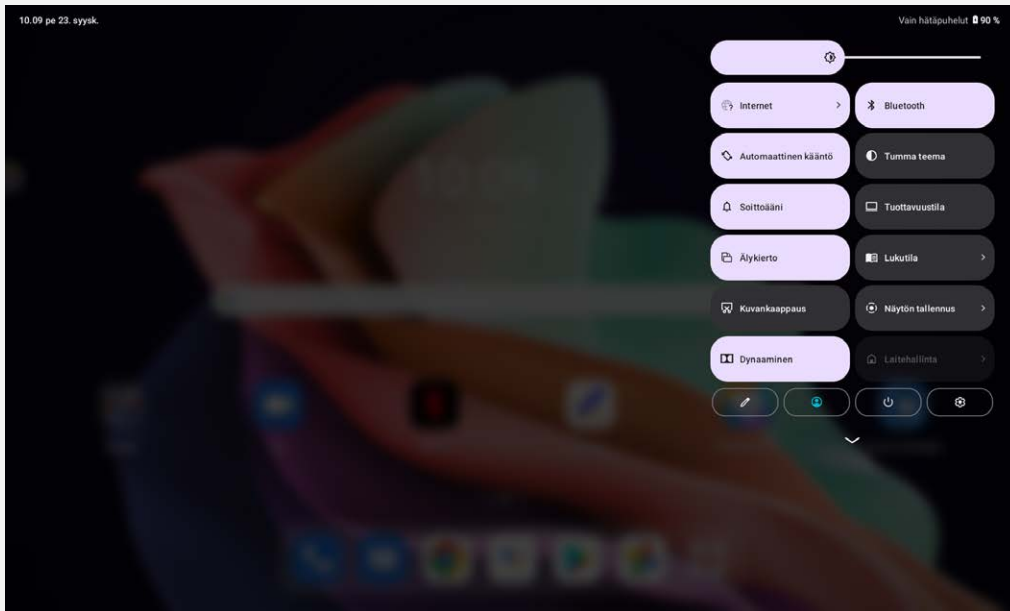 10.09 pe 23. syysk.
Vain hätäpuhelut 90 %
Internet
Bluetooth
Automaattinen kääntö
Tumma teema
Soittoääni
Tuottavuustila
Älykierto
Lukutila
Kuvankaappaus
Näytön tallennus
Dynaaminen
Laitehallinta